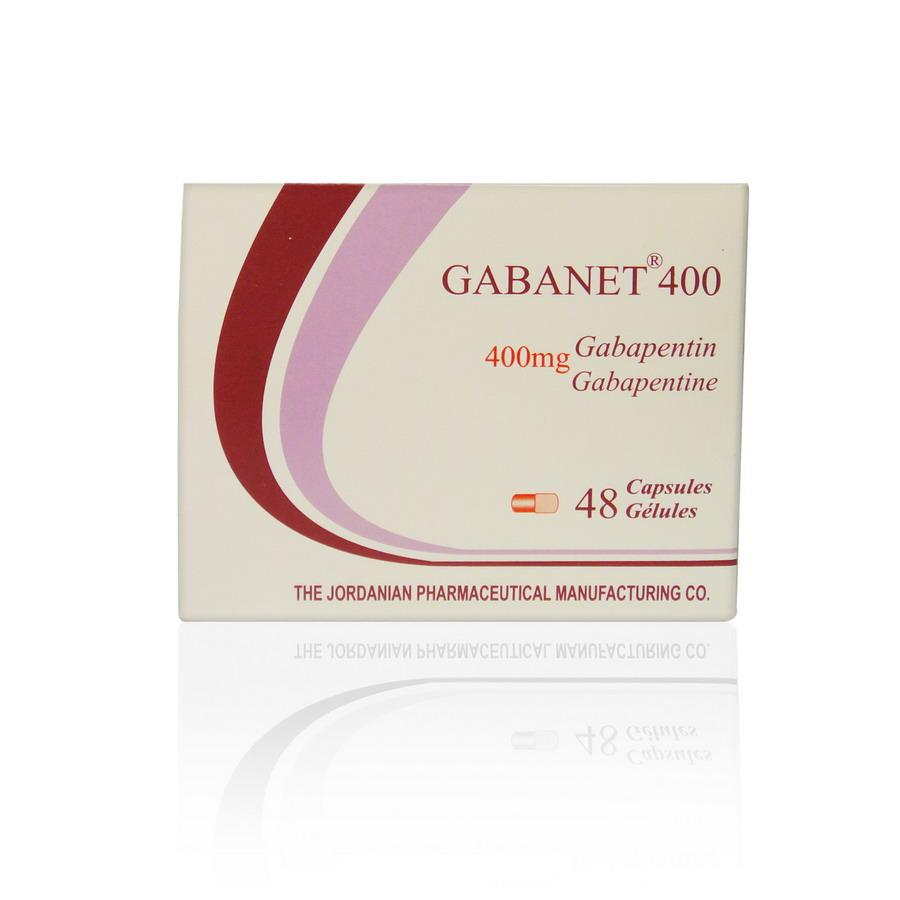 GABANET® 400
400mg Gabapentin
Gabapentine
48 Capsules
Gélules
THE JORDANIAN PHARMACEUTICAL MANUFACTURING CO.